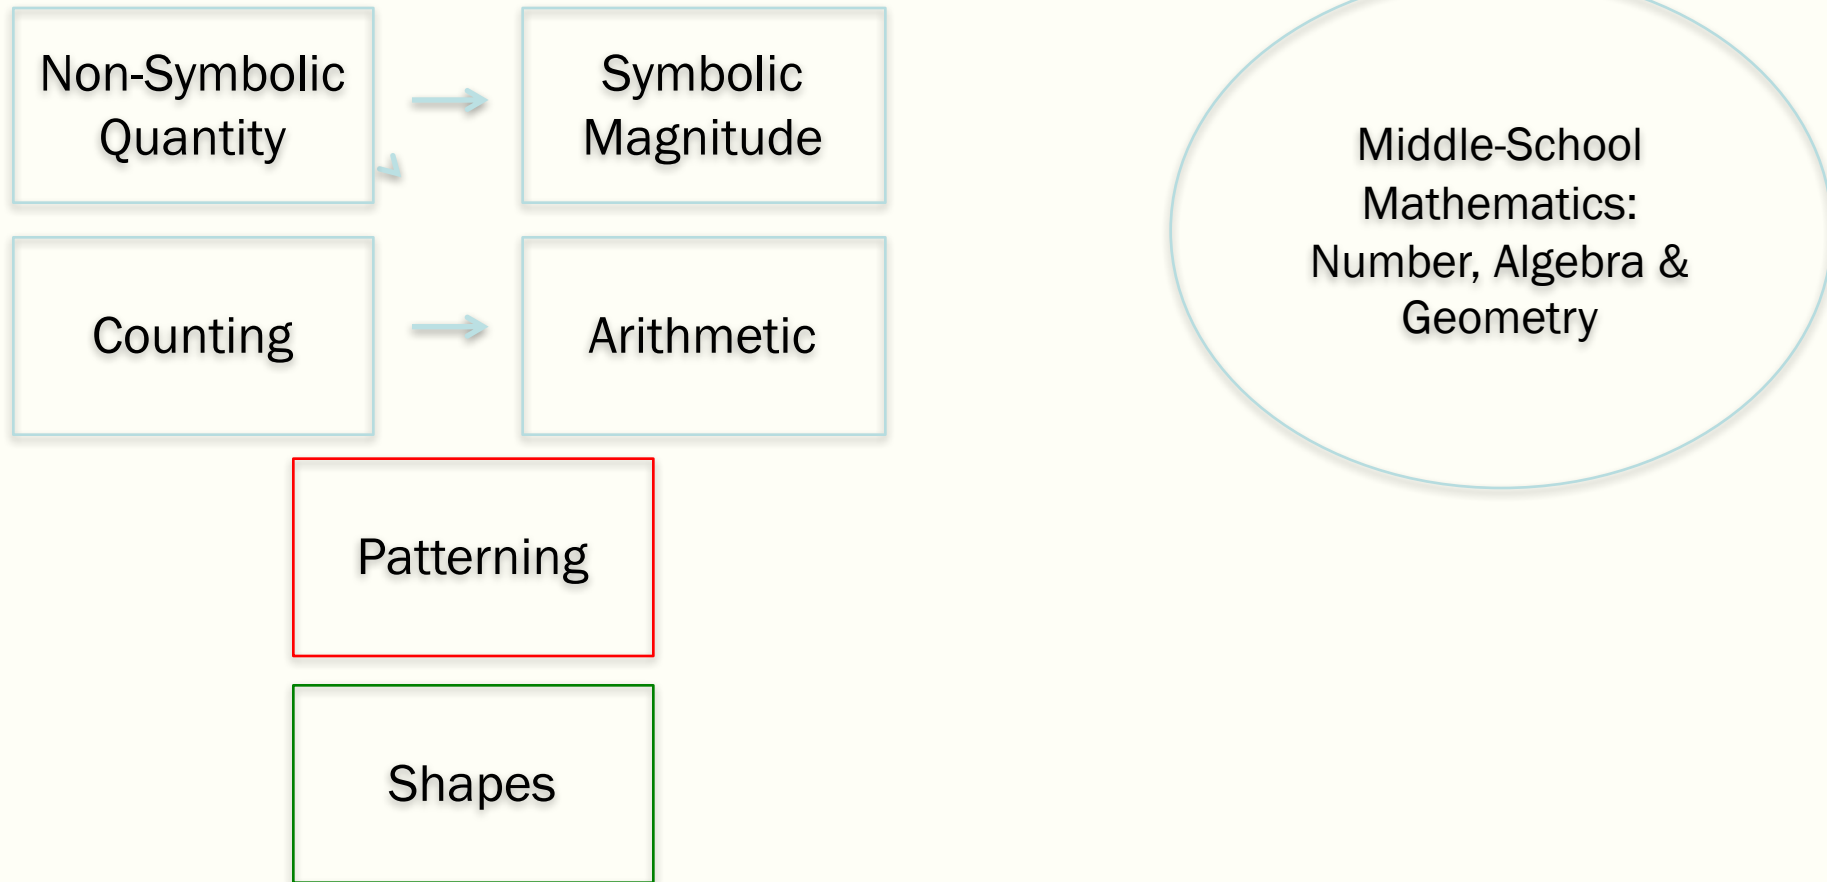 Non-Symbolic
Quantity
Symbolic
Magnitude
Counting
Arithmetic
Patterning
Shapes
Middle-School
Mathematics:
Number, Algebra &
Geometry